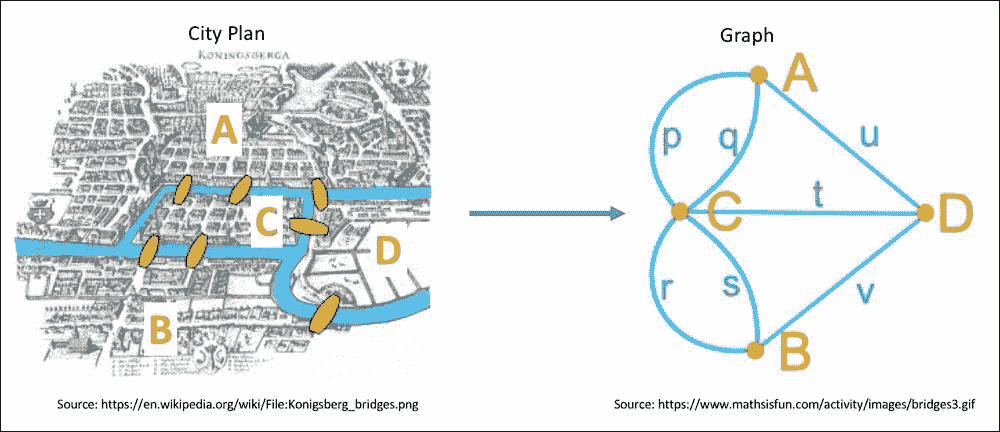 City Plan
KONINGSBERGA
A
C
D
B
Source: https://en.wikipedia.org/wiki/File:Konigsberg_bridges.png
Graph
A
p
q
u
t
C
D
r
s
v
B
Source: https://www.mathsisfun.com/activity/images/bridges3.gif